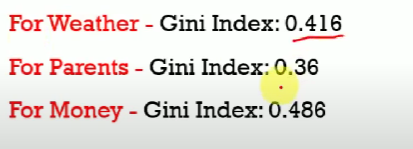 For Weather - Gini Index: 0.416
For Parents - Gini Index: 0.36
For Money - Gini Index: 0.486